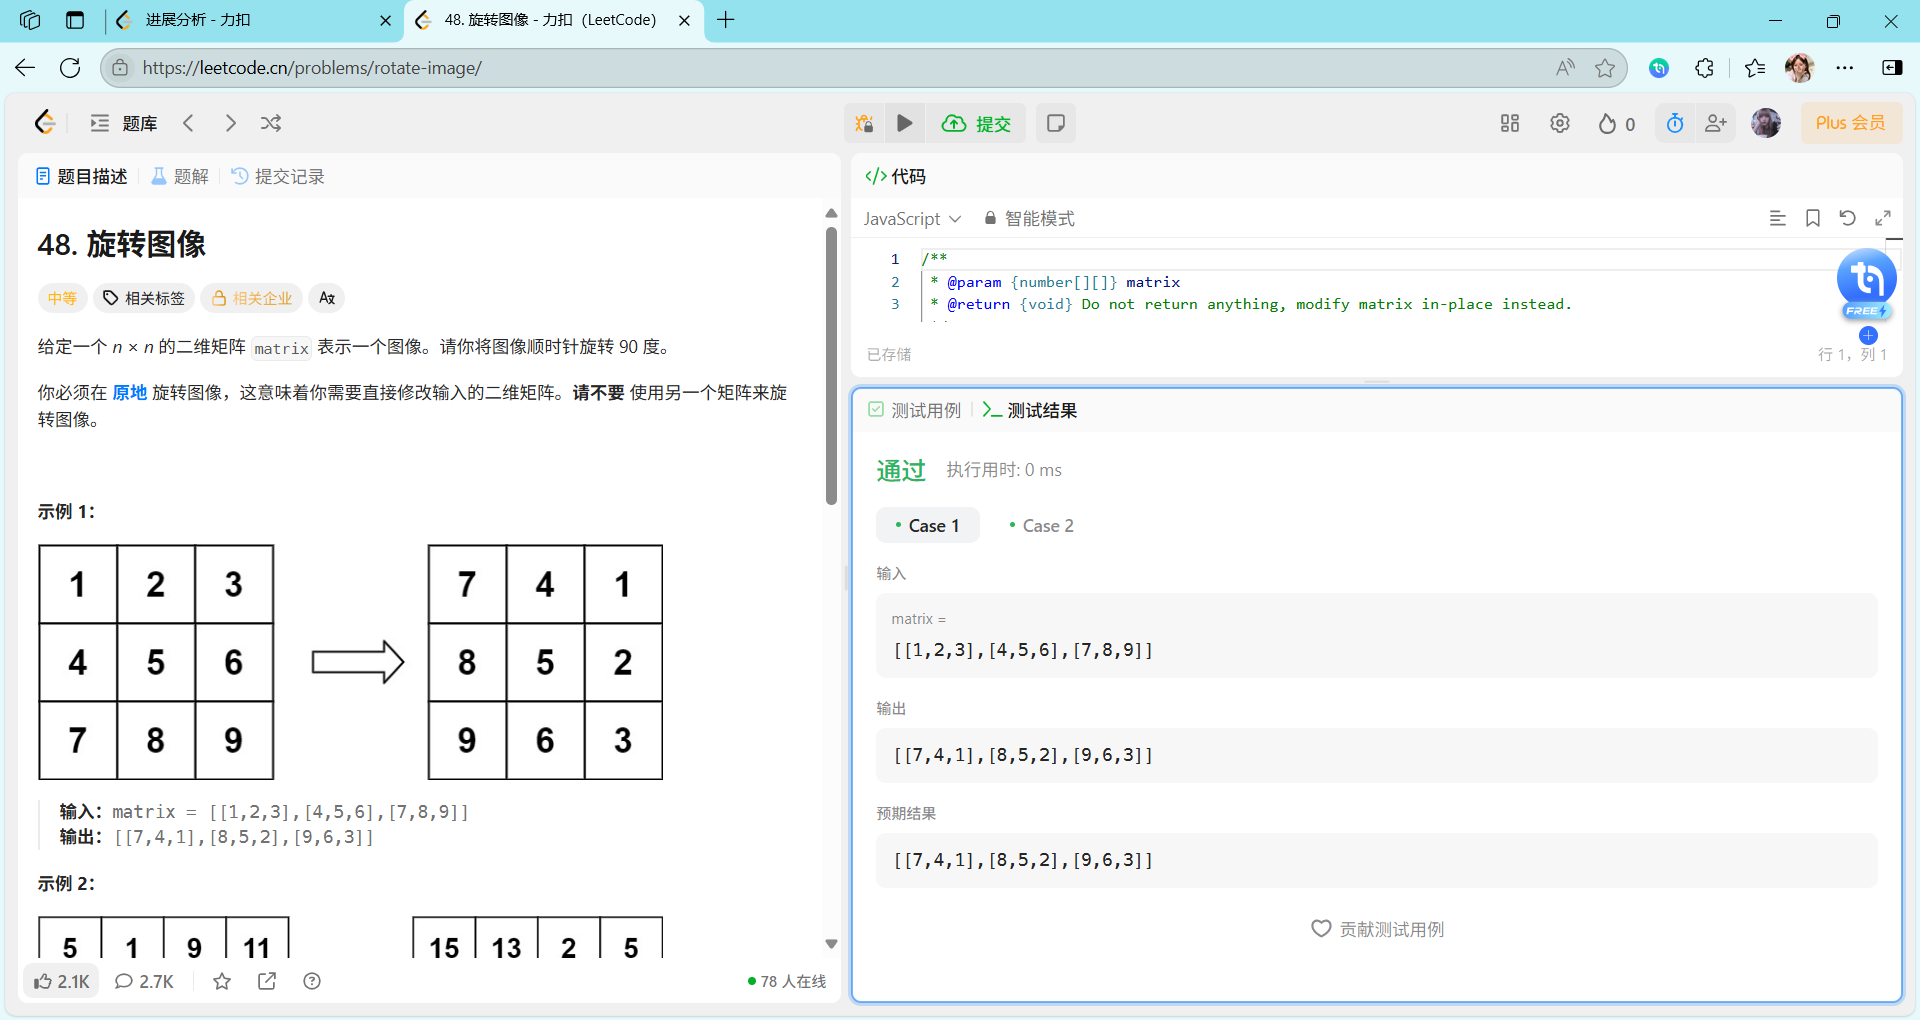 进展分析 - 力扣
48. 旋转图像 - 力扣（LeetCode）
https://leetcode.cn/problems/rotate-image/
题库
提交
0
Plus 会员
题目描述
题解
提交记录
48. 旋转图像
中等
相关标签
相关企业
给定一个 n × n 的二维矩阵 matrix 表示一个图像。请你将图像顺时针旋转 90 度。
你必须在 原地 旋转图像，这意味着你需要直接修改输入的二维矩阵。请不要 使用另一个矩阵来旋
转图像。
示例 1：
1 2 3 7 4 1
4 5 6 8 5 2
7 8 9 9 6 3
输入：matrix = [[1,2,3],[4,5,6],[7,8,9]]
输出：[[7,4,1],[8,5,2],[9,6,3]]
示例 2：
5 1 9 11 15 13 2 5
2.1K
2.7K
78 人在线
</> 代码
JavaScript
智能模式
1 /**
2 * @param {number[][]} matrix
3 * @return {void} Do not return anything, modify matrix in-place instead.
FREE
已存储
行 1，列 1
测试用例
测试结果
通过
执行用时: 0 ms
• Case 1
• Case 2
输入
matrix =
[[1,2,3],[4,5,6],[7,8,9]]
输出
[[7,4,1],[8,5,2],[9,6,3]]
预期结果
[[7,4,1],[8,5,2],[9,6,3]]
贡献测试用例